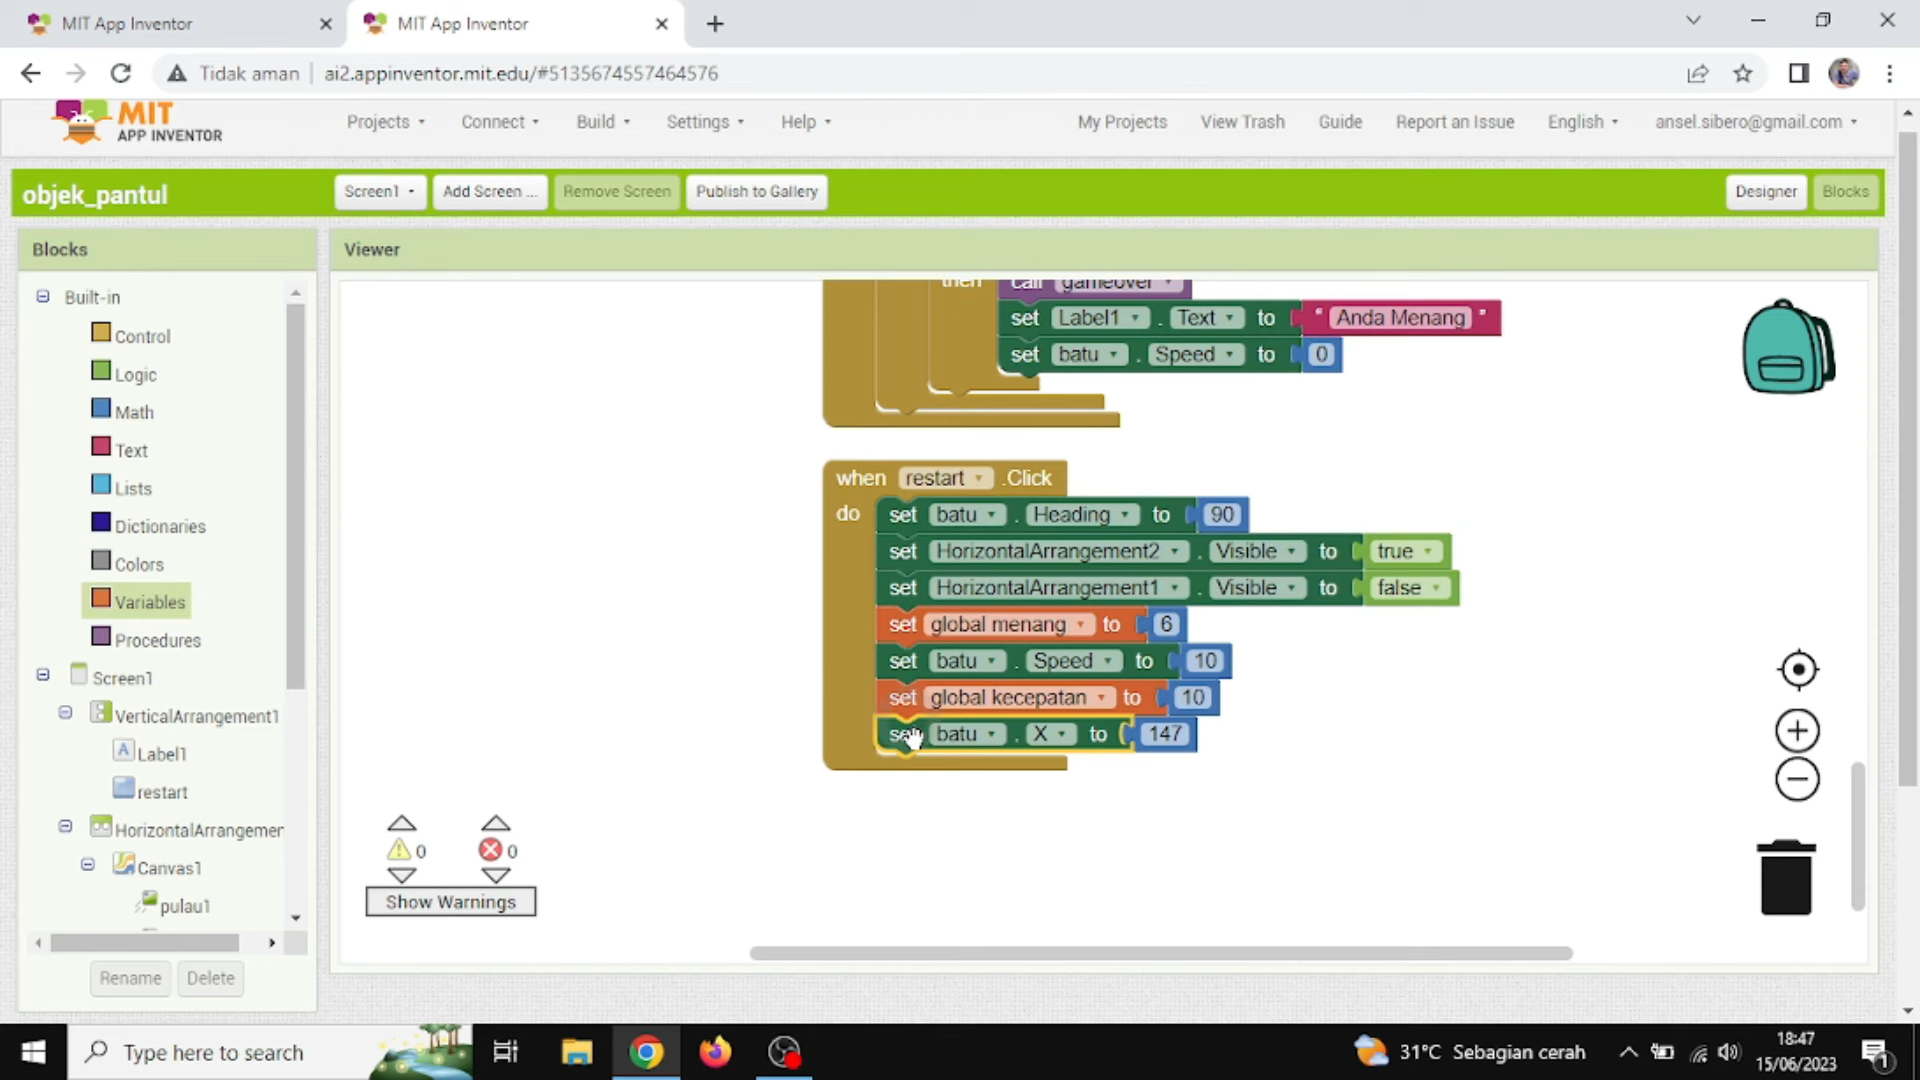 MIT App Inventor
MIT App Inventor
Tidak aman
ai2.appinventor.mit.edu/#5135674557464576
MIT
APP INVENTOR
Projects
Connect
Build
Settings
Help
My Projects
View Trash
Guide
Report an Issue
English
ansel.sibero@gmail.com
objek_pantul
Screen1
Add Screen ...
Remove Screen
Publish to Gallery
Designer
Blocks
Blocks
Viewer
Built-in
Control
Logic
Math
Text
Lists
Dictionaries
Colors
Variables
Procedures
Screen1
VerticalArrangement1
Label1
restart
HorizontalArrangemen
Canvas1
pulau1
Rename
Delete
then call gameover
set Label1 . Text to " Anda Menang "
set batu . Speed to 0
when restart .Click
do set batu . Heading to 90
set HorizontalArrangement2 . Visible to true
set HorizontalArrangement1 . Visible to false
set global menang to 6
set batu . Speed to 10
set global kecepatan to 10
set batu . X to 147
0
0
Show Warnings
Type here to search
31°C Sebagian cerah
18:47
15/06/2023
1